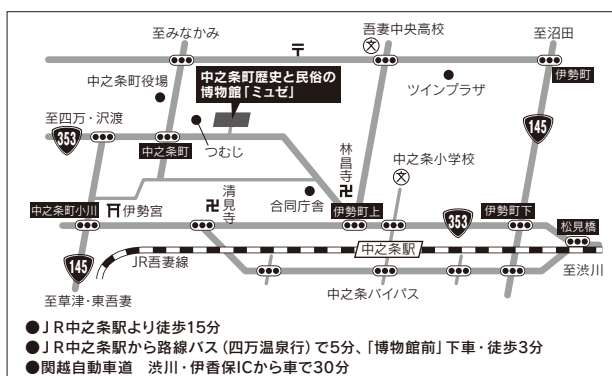 至みなかみ
吾妻中央高校
至沼田
〒
文
中之条町役場
中之条町歴史と民俗の
博物館「ミュゼ」
ツインプラザ
伊勢町
至四万・沢渡
353
中之条町
つむじ
145
林昌寺
中之条小学校
文
清見寺
合同庁舎
中之条町小川
伊勢宮
伊勢町上
353
伊勢町下
松見橋
中之条駅
145
JR吾妻線
至渋川
至草津・東吾妻
中之条バイパス
●JR中之条駅より徒歩15分
●JR中之条駅から路線バス(四万温泉行)で5分、「博物館前」下車・徒歩3分
●関越自動車道 渋川・伊香保ICから車で30分